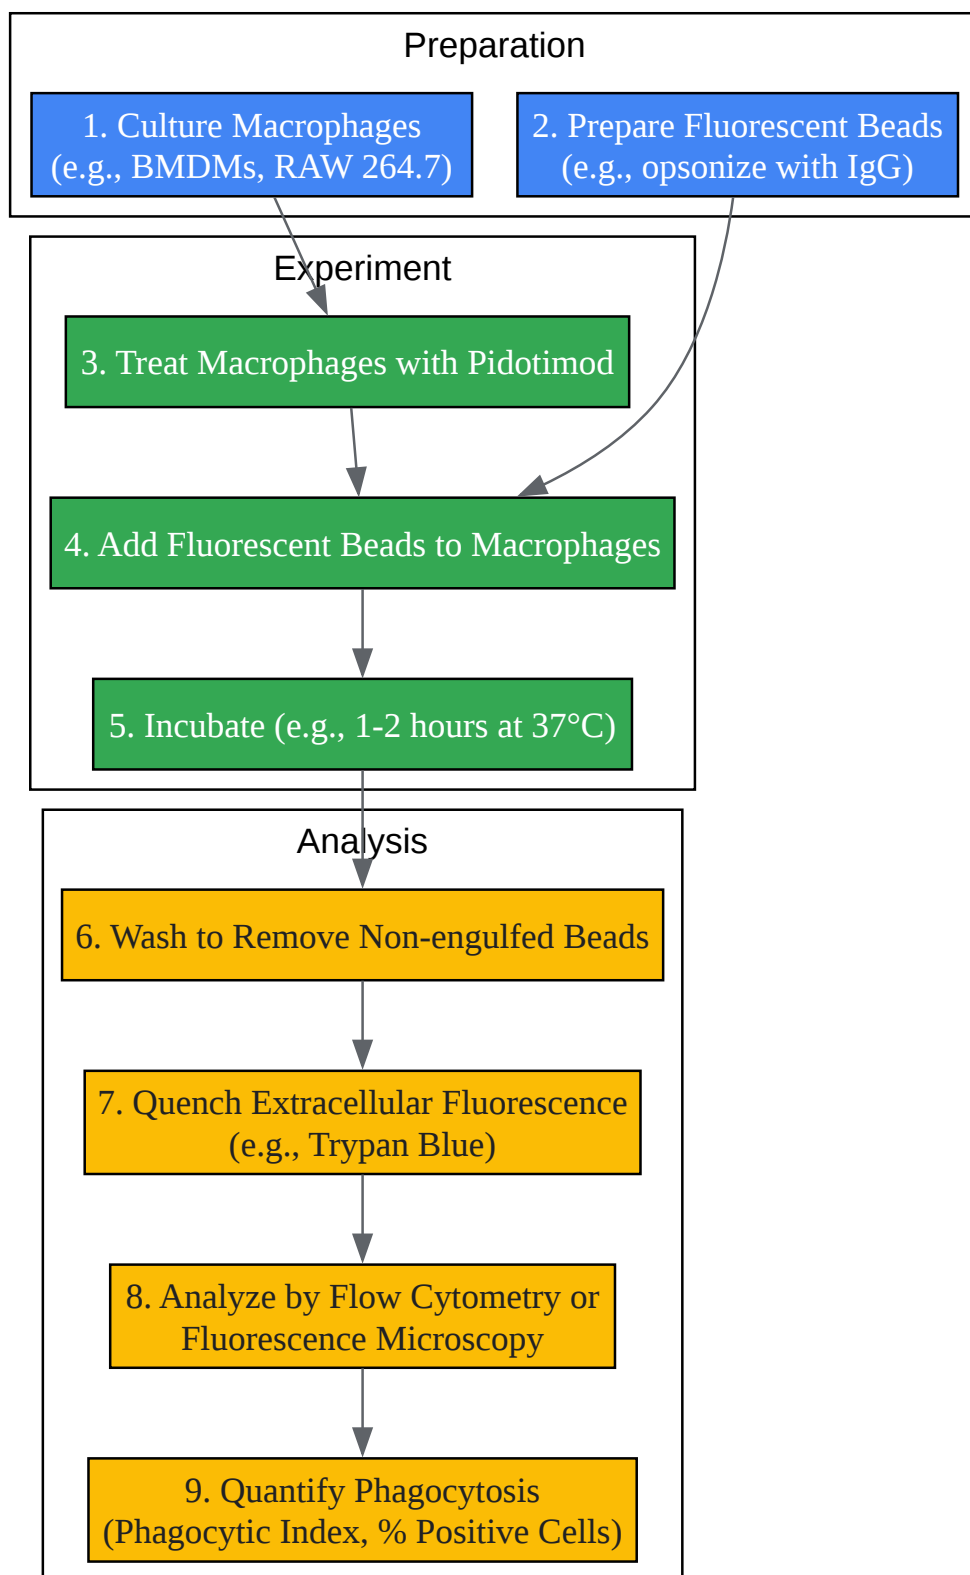 Preparation
1. Culture Macrophages
(e.g., BMDMs, RAW 264.7)
2. Prepare Fluorescent Beads
(e.g., opsonize with IgG)
Experiment
3. Treat Macrophages with Pidotimod
4. Add Fluorescent Beads to Macrophages
5. Incubate (e.g., 1-2 hours at 37°C)
Analysis
6. Wash to Remove Non-engulfed Beads
7. Quench Extracellular Fluorescence
(e.g., Trypan Blue)
8. Analyze by Flow Cytometry or
Fluorescence Microscopy
9. Quantify Phagocytosis
(Phagocytic Index, % Positive Cells)